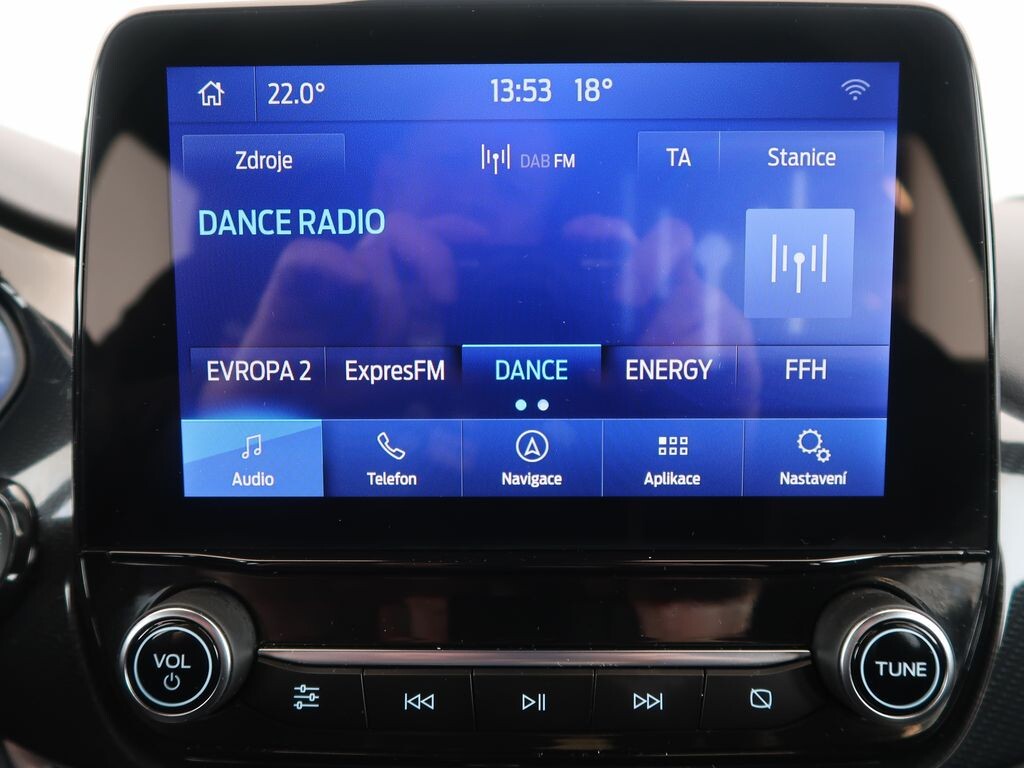 22.0° 13:53 18°
Zdroje DAB FM TA Stanice
DANCE RADIO
EVROPA 2 ExpresFM DANCE ENERGY FFH
Audio Telefon Navigace Aplikace Nastavení
VOL TUNE